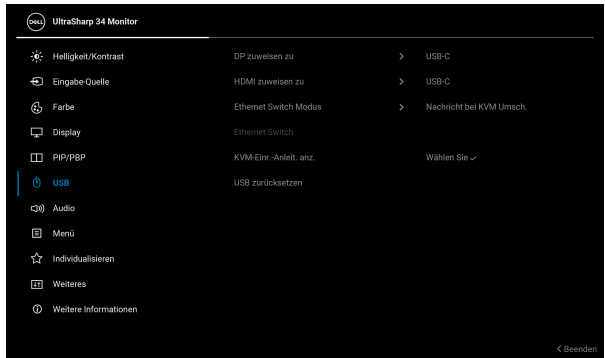 DELL UltraSharp 34 Monitor
Helligkeit/Kontrast DP zuweisen zu > USB-C
Eingabe-Quelle HDMI zuweisen zu > USB-C
Farbe Ethernet Switch Modus > Nachricht bei KVM Umsch.
Display Ethernet Switch
PIP/PBP KVM-Einr.-Anleit. anz. Wählen Sie ✓
USB USB zurücksetzen
Audio
Menü
Individualisieren
Weiteres
Weitere Informationen
< Beenden